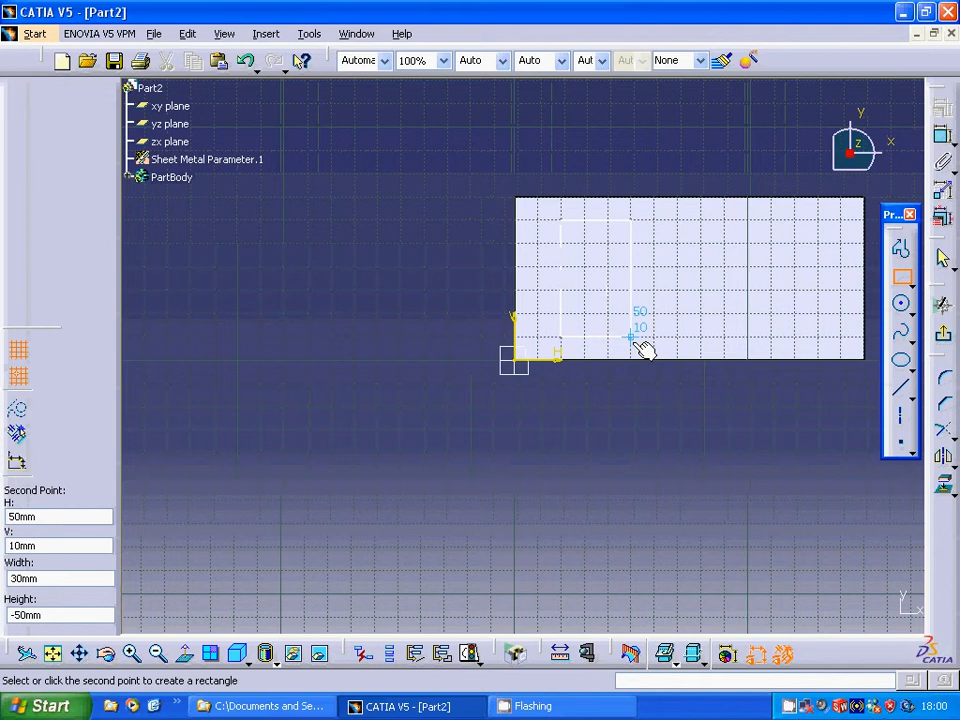 CATIA V5 - [Part2]
Start ENOVIA V5 VPM File Edit View Insert Tools Window Help
Automa 100% Auto Auto Aut Aut None
Part2
xy plane
yz plane
zx plane
Sheet Metal Parameter.1
PartBody
y
x
z
Pr...
50
10
V
H
Second Point:
H:
50mm
V:
10mm
Width:
30mm
Height:
-50mm
y
x
CATIA
Select or click the second point to create a rectangle
Start C:\Documents and Se... CATIA V5 - [Part2] Flashing 18:00